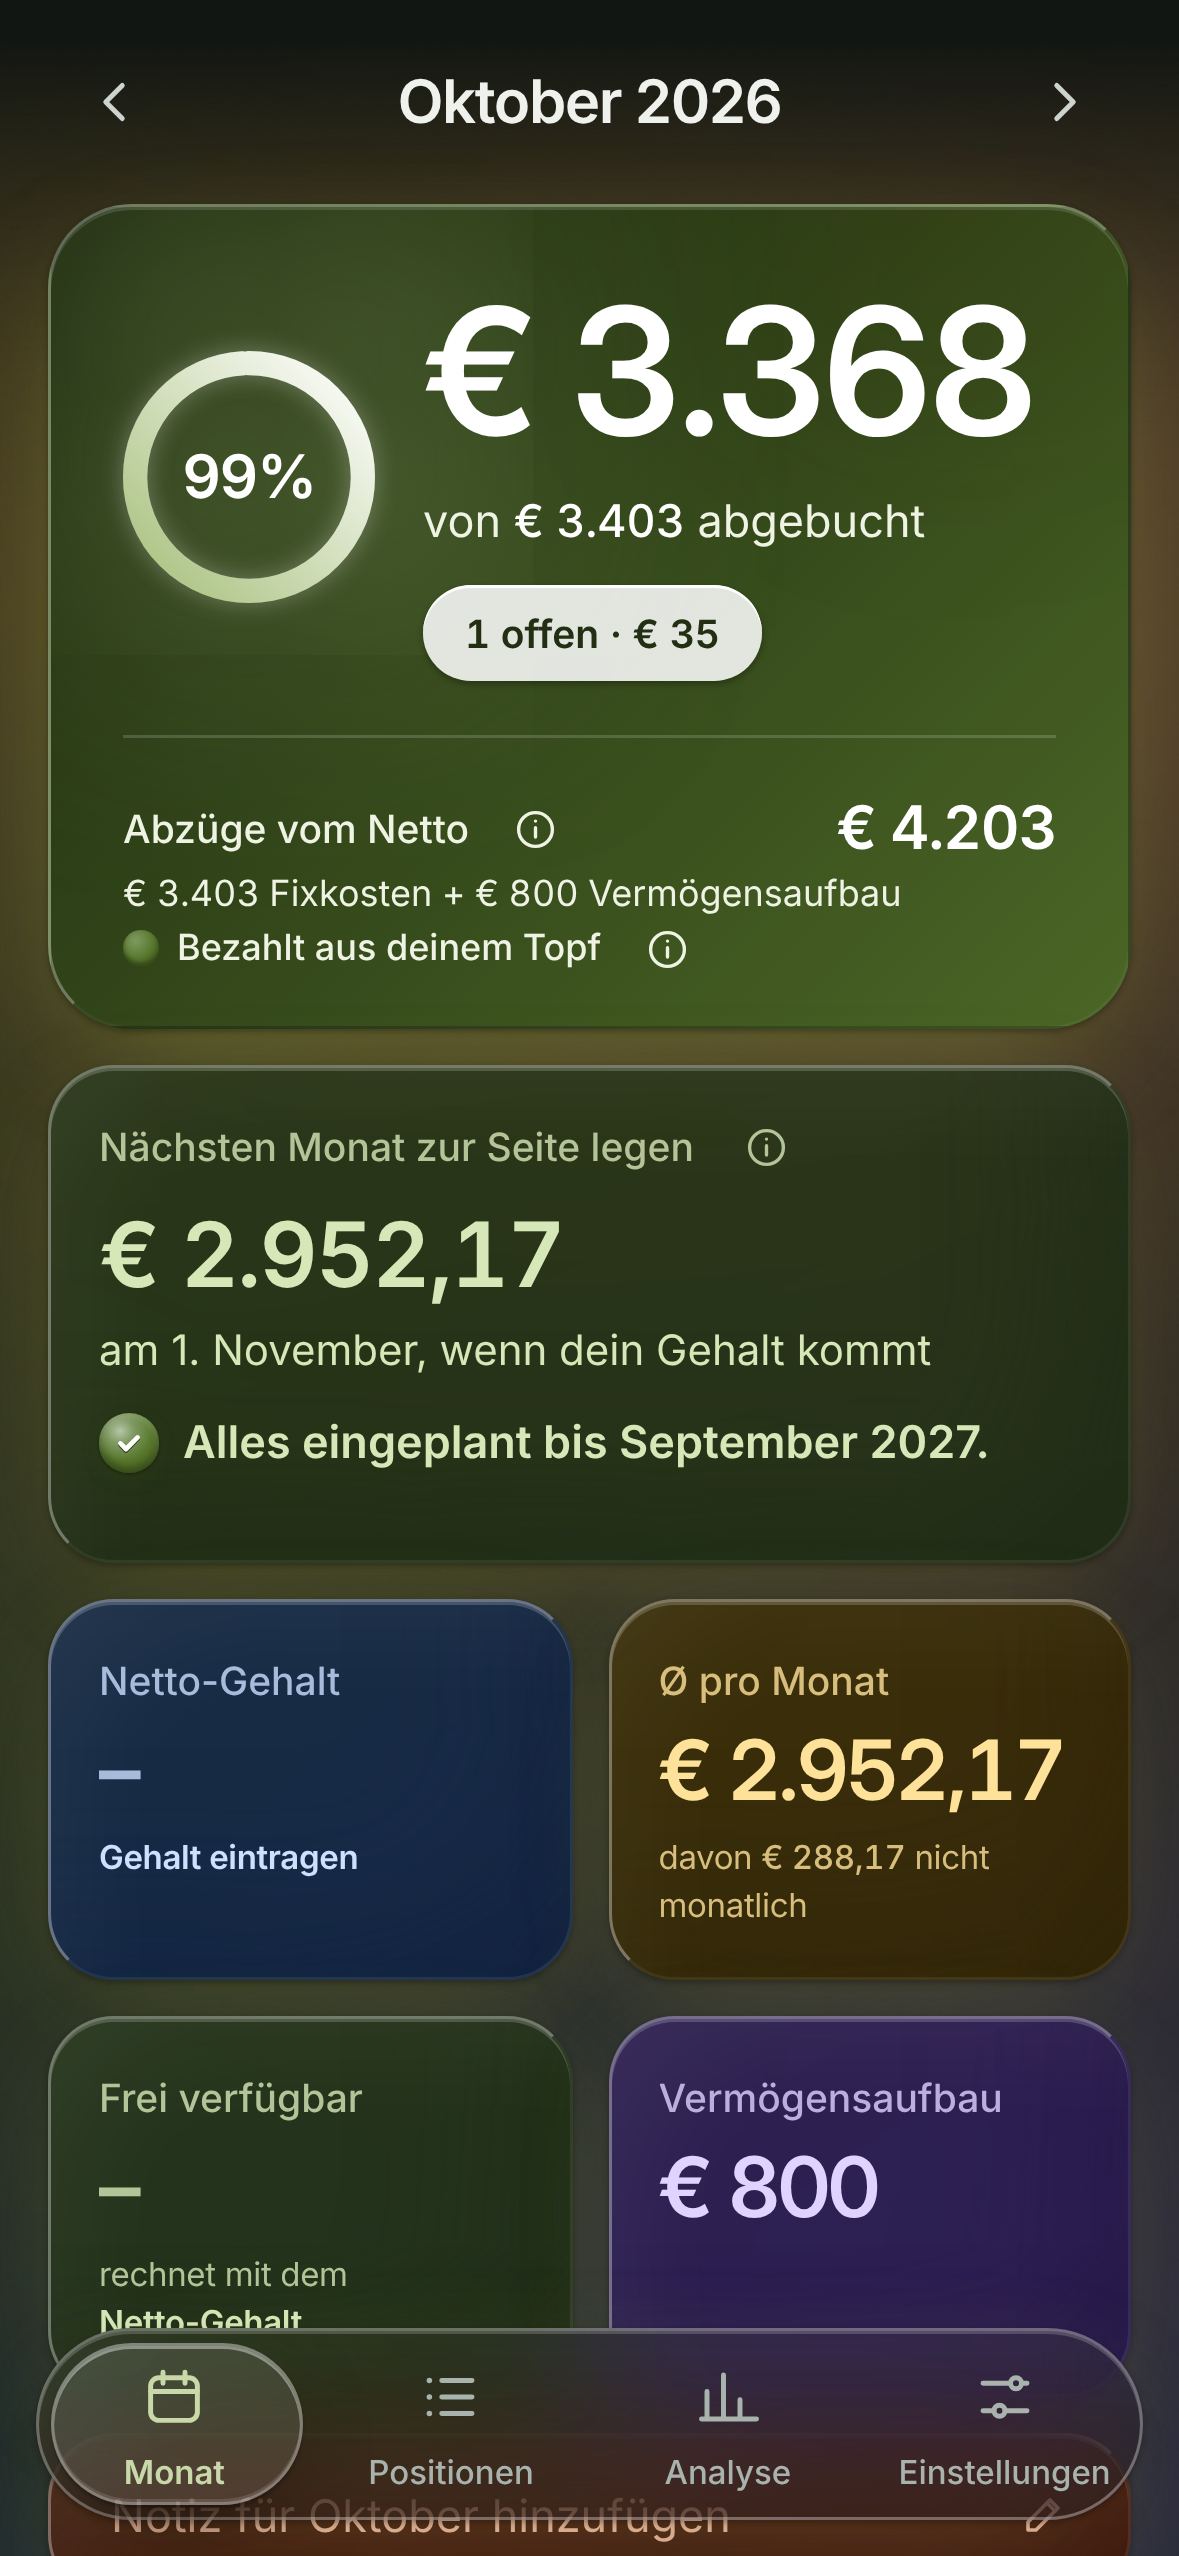 Oktober 2026
€ 3.368
99%
von € 3.403 abgebucht
1 offen · € 35
Abzüge vom Netto
€ 4.203
€ 3.403 Fixkosten + € 800 Vermögensaufbau
Bezahlt aus deinem Topf
Nächsten Monat zur Seite legen
€ 2.952,17
am 1. November, wenn dein Gehalt kommt
Alles eingeplant bis September 2027.
Netto-Gehalt
–
Gehalt eintragen
Ø pro Monat
€ 2.952,17
davon € 288,17 nicht
monatlich
Frei verfügbar
–
rechnet mit dem
Netto-Gehalt
Vermögensaufbau
€ 800
Monat
Positionen
Analyse
Einstellungen
Notiz für Oktober hinzufügen